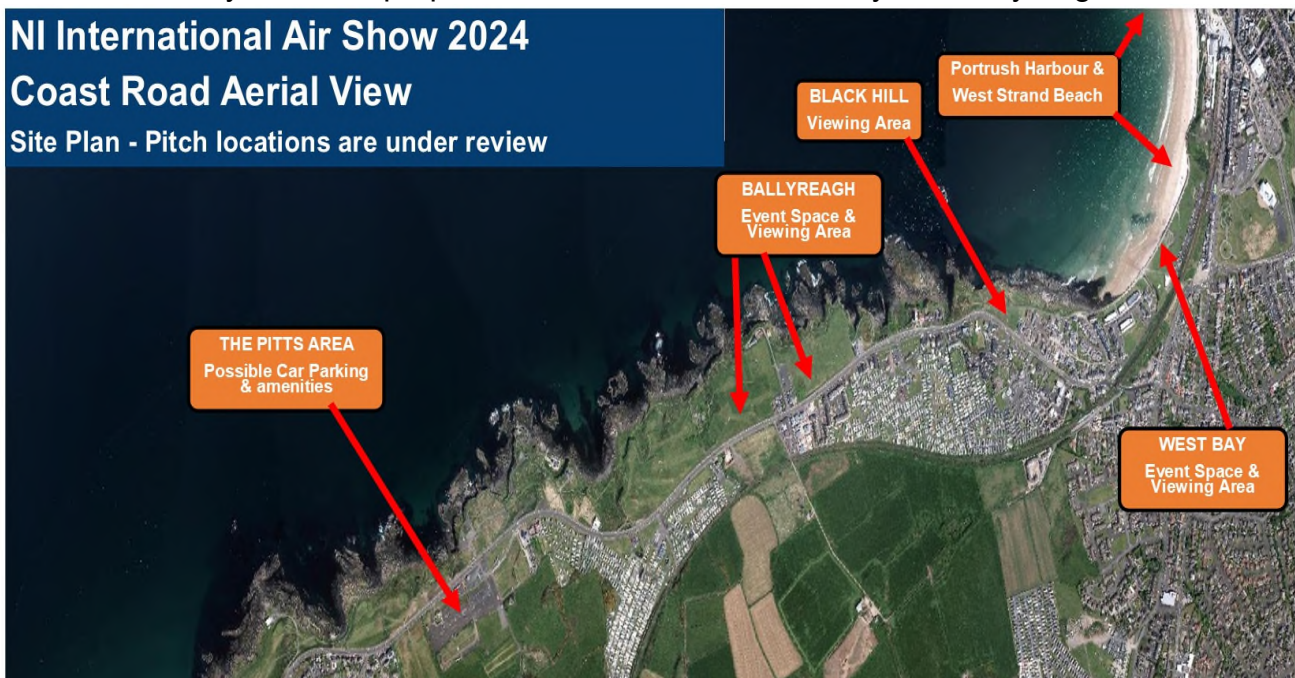 NI International Air Show 2024
Coast Road Aerial View
Site Plan - Pitch locations are under review
Portrush Harbour &
West Strand Beach
BLACK HILL
Viewing Area
BALLYREAGH
Event Space &
Viewing Area
THE PITTS AREA
Possible Car Parking
& amenities
WEST BAY
Event Space &
Viewing Area